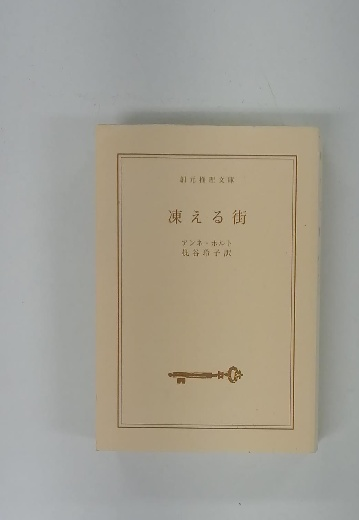 創元推理文庫
凍える街
アンネ・ホルト
枇谷玲子訳